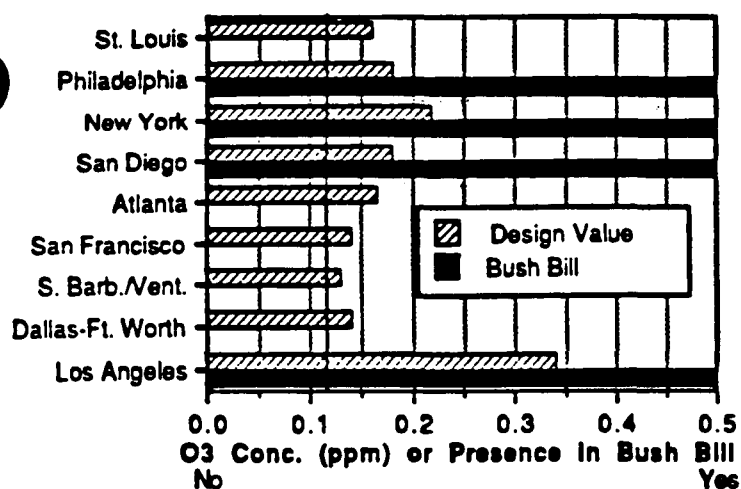 St. Louis
Philadelphia
New York
San Diego
Atlanta
San Francisco
S. Barb./Vent.
Dallas-Ft. Worth
Los Angeles
Design Value
Bush Bill
0.0 0.1 0.2 0.3 0.4 0.5
O3 Conc. (ppm) or Presence in Bush Bill
No Yes